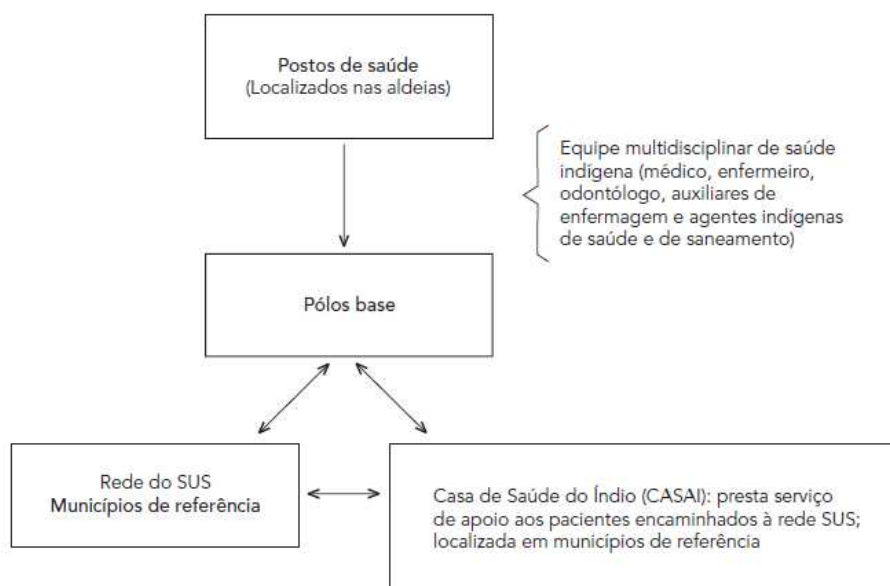 Postos de saúde
(Localizados nas aldeias)
Equipe multidisciplinar de saúde
indígena (médico, enfermeiro,
odontólogo, auxiliares de
enfermagem e agentes indígenas
de saúde e de saneamento)
Pólos base
Rede do SUS
Municípios de referência
Casa de Saúde do Índio (CASAI): presta serviço
de apoio aos pacientes encaminhados à rede SUS;
localizada em municípios de referência